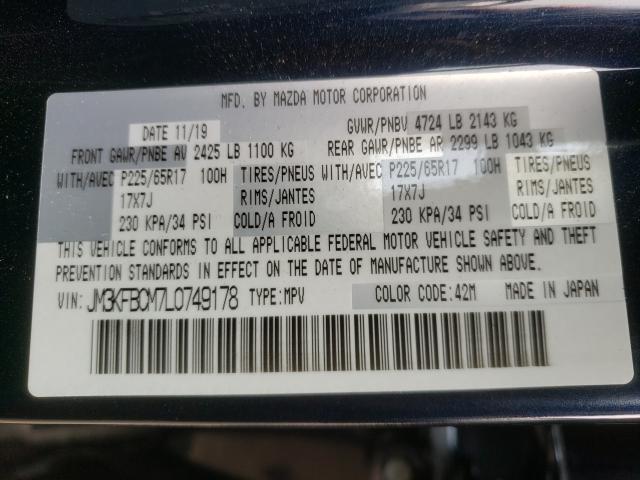 MFD. BY MAZDA MOTOR CORPORATION
DATE 11/19 GVWR/PNBV 4724 LB 2143 KG
FRONT GAWR/PNBE AV 2425 LB 1100 KG REAR GAWR/PNBE AR 2299 LB 1043 KG
WITH/AVEC P225/65R17 100H TIRES/PNEUS WITH/AVEC P225/65R17 100H TIRES/PNEUS
17X7J RIMS/JANTES 17X7J RIMS/JANTES
230 KPA/34 PSI COLD/A FROID 230 KPA/34 PSI COLD/A FROID
THIS VEHICLE CONFORMS TO ALL APPLICABLE FEDERAL MOTOR VEHICLE SAFETY AND THEFT
PREVENTION STANDARDS IN EFFECT ON THE DATE OF MANUFACTURE SHOWN ABOVE.
VIN: JM3KFBCM7L0749178 TYPE:MPV COLOR CODE:42M MADE IN JAPAN